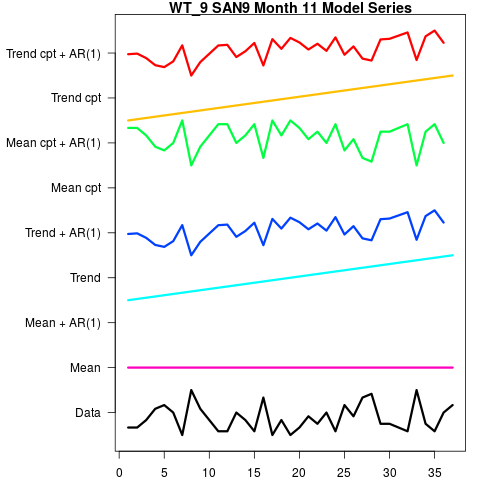 WT_9 SAN9 Month 11 Model Series
Trend cpt + AR(1)
Trend cpt
Mean cpt + AR(1)
Mean cpt
Trend + AR(1)
Trend
Mean + AR(1)
Mean
Data
0 5 10 15 20 25 30 35